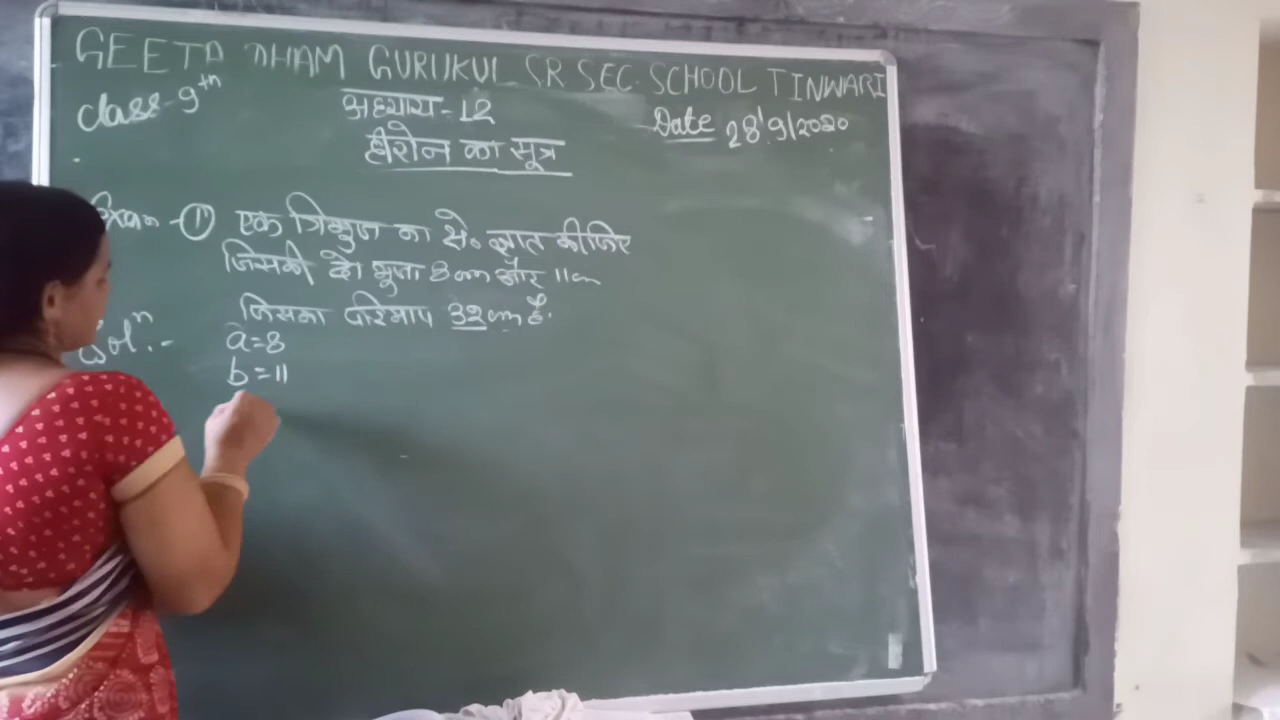 GEETA DHAM GURUKUL SR SEC. SCHOOL TINWARI
class-9th
अध्याय-12
Date 28/9/2020
हीरोन का सूत्र
Exam-① एक त्रिभुज का क्षे० ज्ञात कीजिए
जिसकी दो भुजा 8cm और 11cm
जिसका परिमाप 32cm है.
Solⁿ:-
a=8
b=11